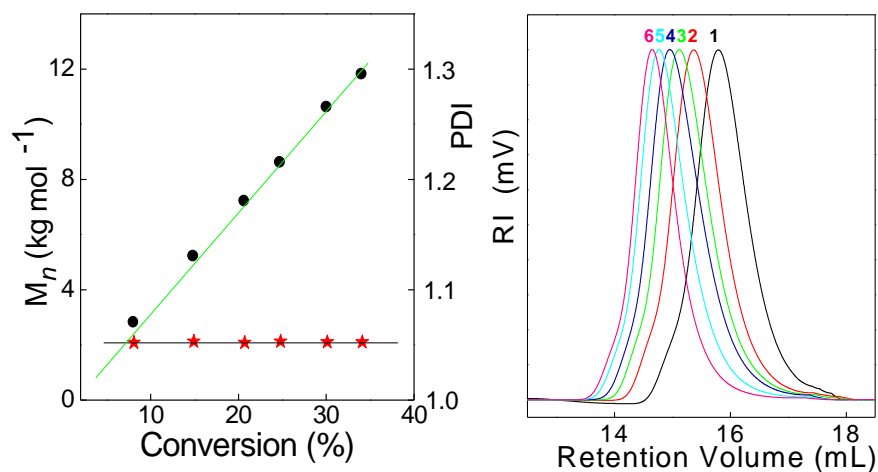 12
8
4
0
M_n (kg mol ⁻¹)
10 20 30 40
Conversion (%)
1.3
1.2
1.1
1.0
PDI
6 5 4 3 2 1
RI (mV)
14 16 18
Retention Volume (mL)